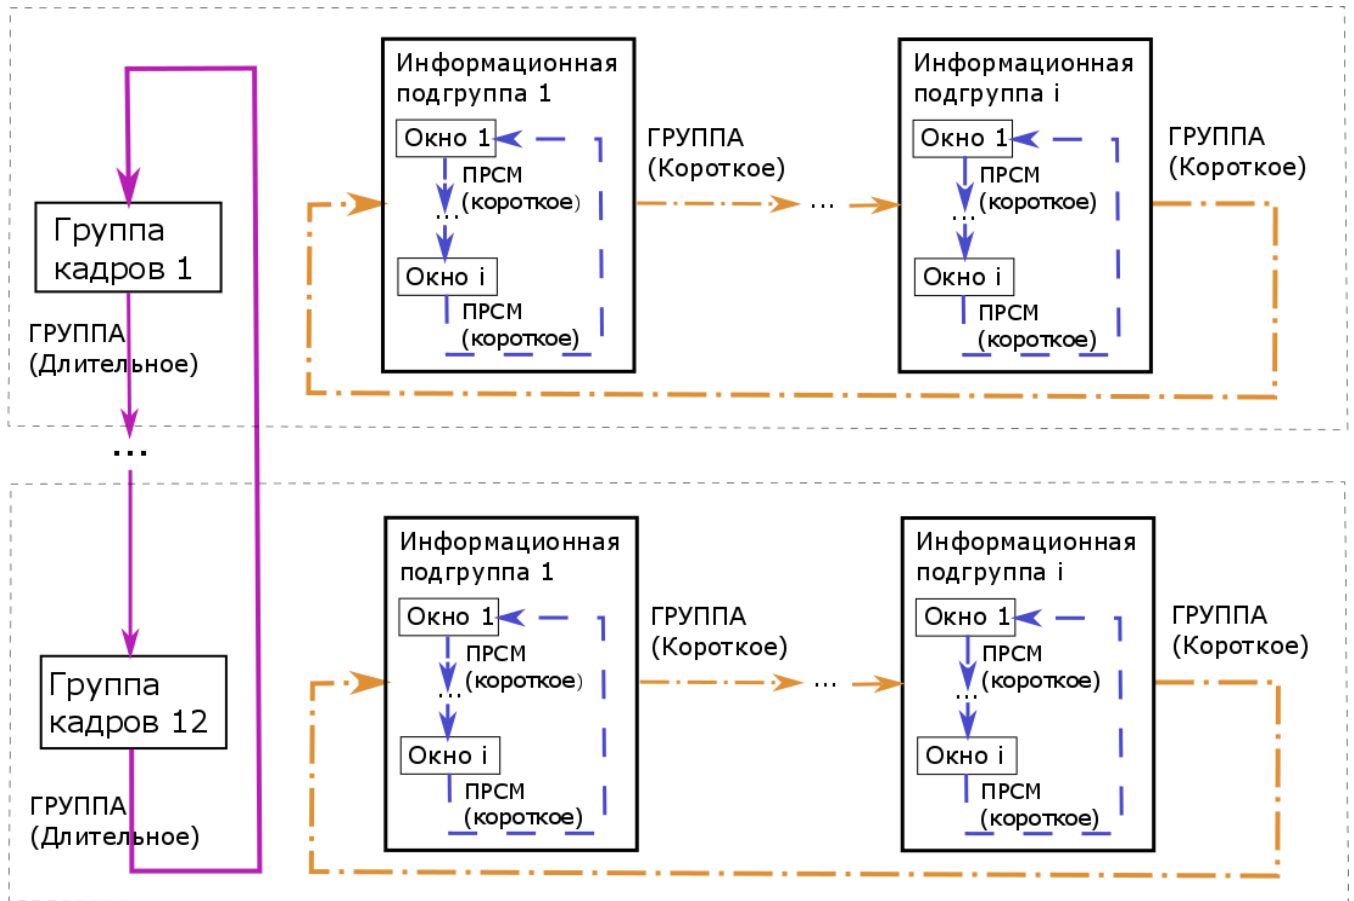 Группа
кадров 1
ГРУППА
(Длительное)
...
Информационная
подгруппа 1
Окно 1
ПРСМ
(короткое)
...
Окно i
ПРСМ
(короткое)
ГРУППА
(Короткое)
...
Информационная
подгруппа i
Окно 1
ПРСМ
(короткое)
...
Окно i
ПРСМ
(короткое)
ГРУППА
(Короткое)
Группа
кадров 12
ГРУППА
(Длительное)
Информационная
подгруппа 1
Окно 1
ПРСМ
(короткое)
...
Окно i
ПРСМ
(короткое)
ГРУППА
(Короткое)
...
Информационная
подгруппа i
Окно 1
ПРСМ
(короткое)
...
Окно i
ПРСМ
(короткое)
ГРУППА
(Короткое)